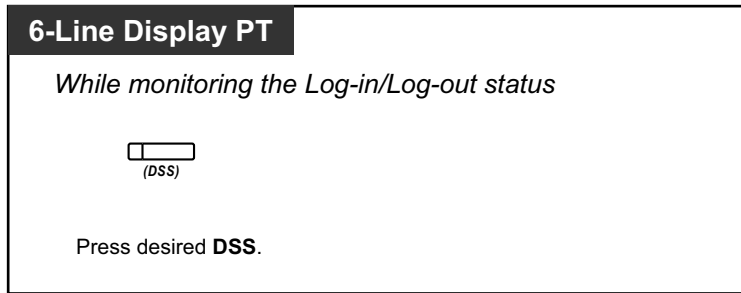 6-Line Display PT
While monitoring the Log-in/Log-out status
(DSS)
Press desired DSS.